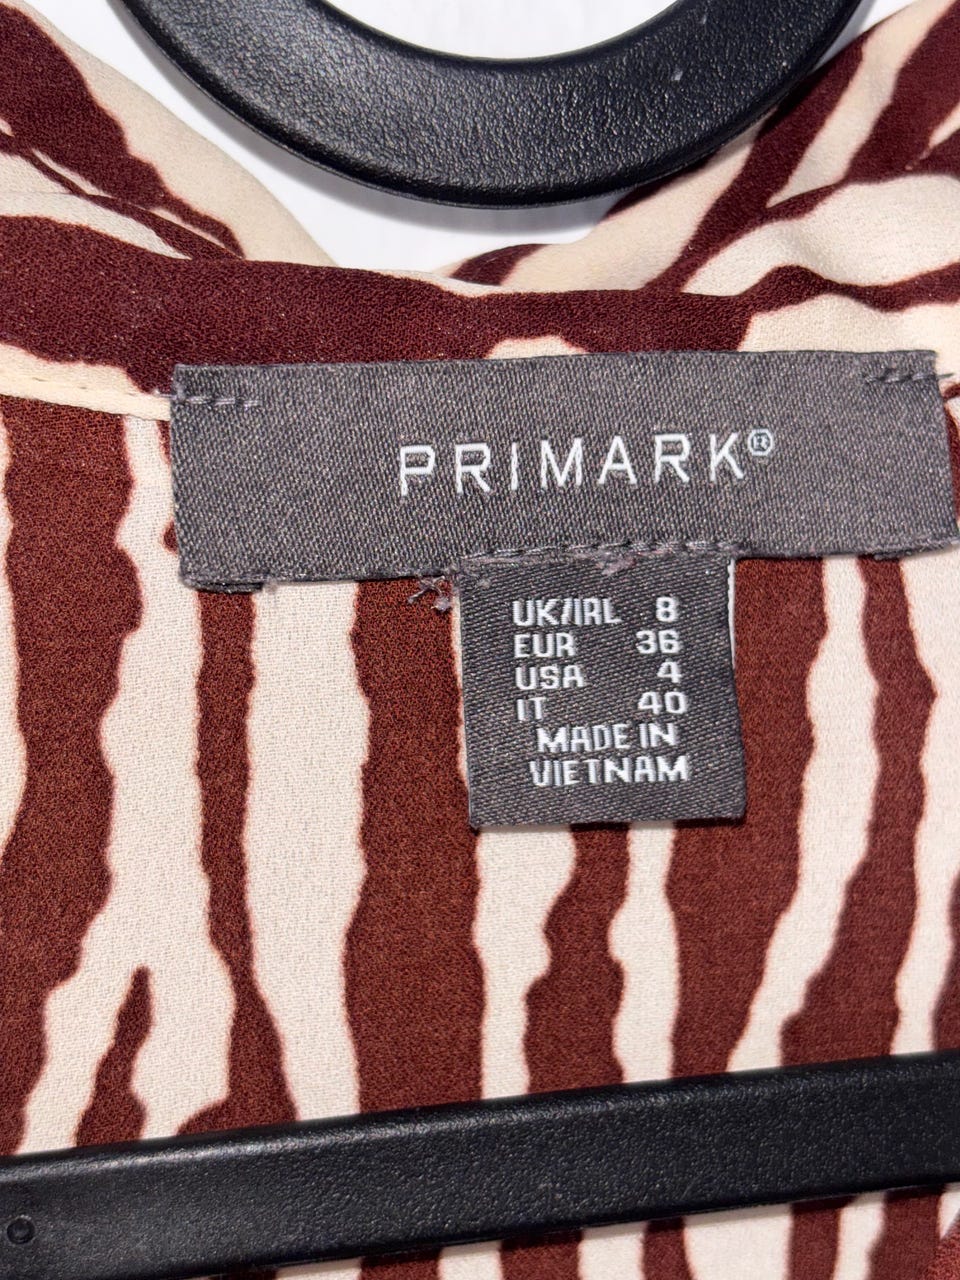 PRIMARK®
UK/IRL 8
EUR 36
USA 4
IT 40
MADE IN
VIETNAM